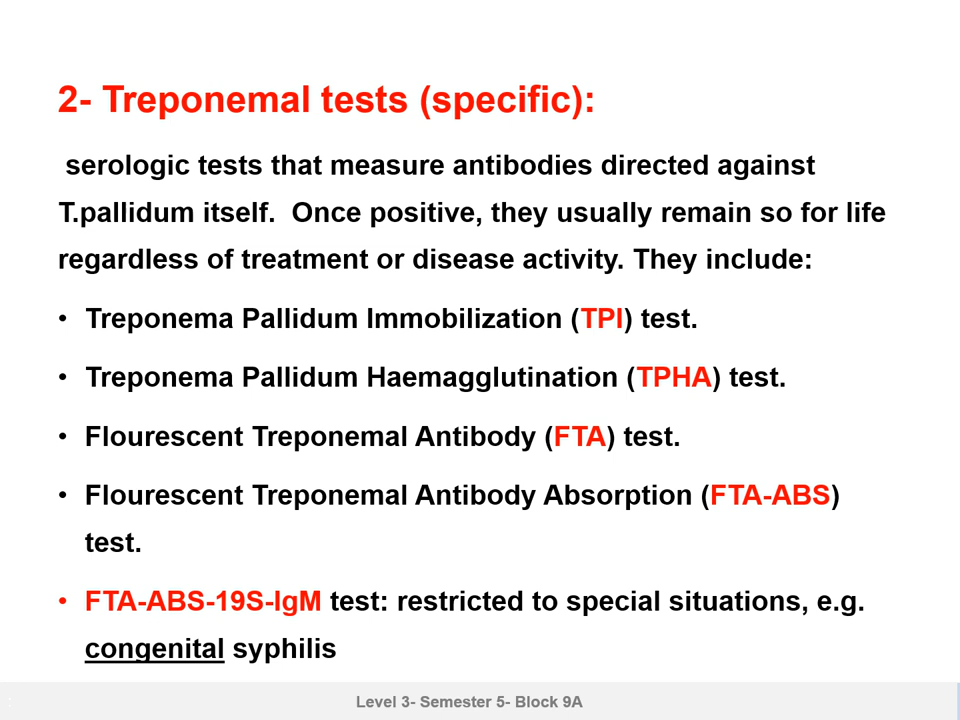 2- Treponemal tests (specific):
serologic tests that measure antibodies directed against
T.pallidum itself.  Once positive, they usually remain so for life
regardless of treatment or disease activity. They include:
• Treponema Pallidum Immobilization (TPI) test.
• Treponema Pallidum Haemagglutination (TPHA) test.
• Flourescent Treponemal Antibody (FTA) test.
• Flourescent Treponemal Antibody Absorption (FTA-ABS)
test.
• FTA-ABS-19S-IgM test: restricted to special situations, e.g.
congenital syphilis
Level 3- Semester 5- Block 9A